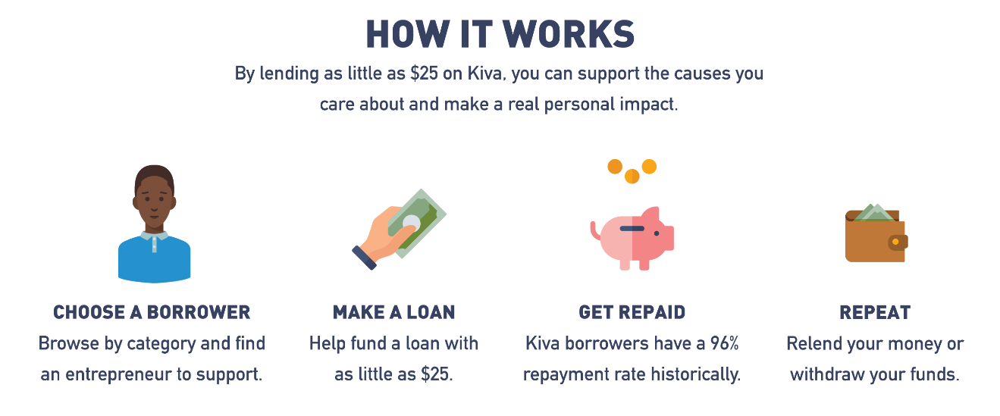 HOW IT WORKS
By lending as little as $25 on Kiva, you can support the causes you
care about and make a real personal impact.
CHOOSE A BORROWER
Browse by category and find
an entrepreneur to support.
MAKE A LOAN
Help fund a loan with
as little as $25.
GET REPAID
Kiva borrowers have a 96%
repayment rate historically.
REPEAT
Relend your money or
withdraw your funds.